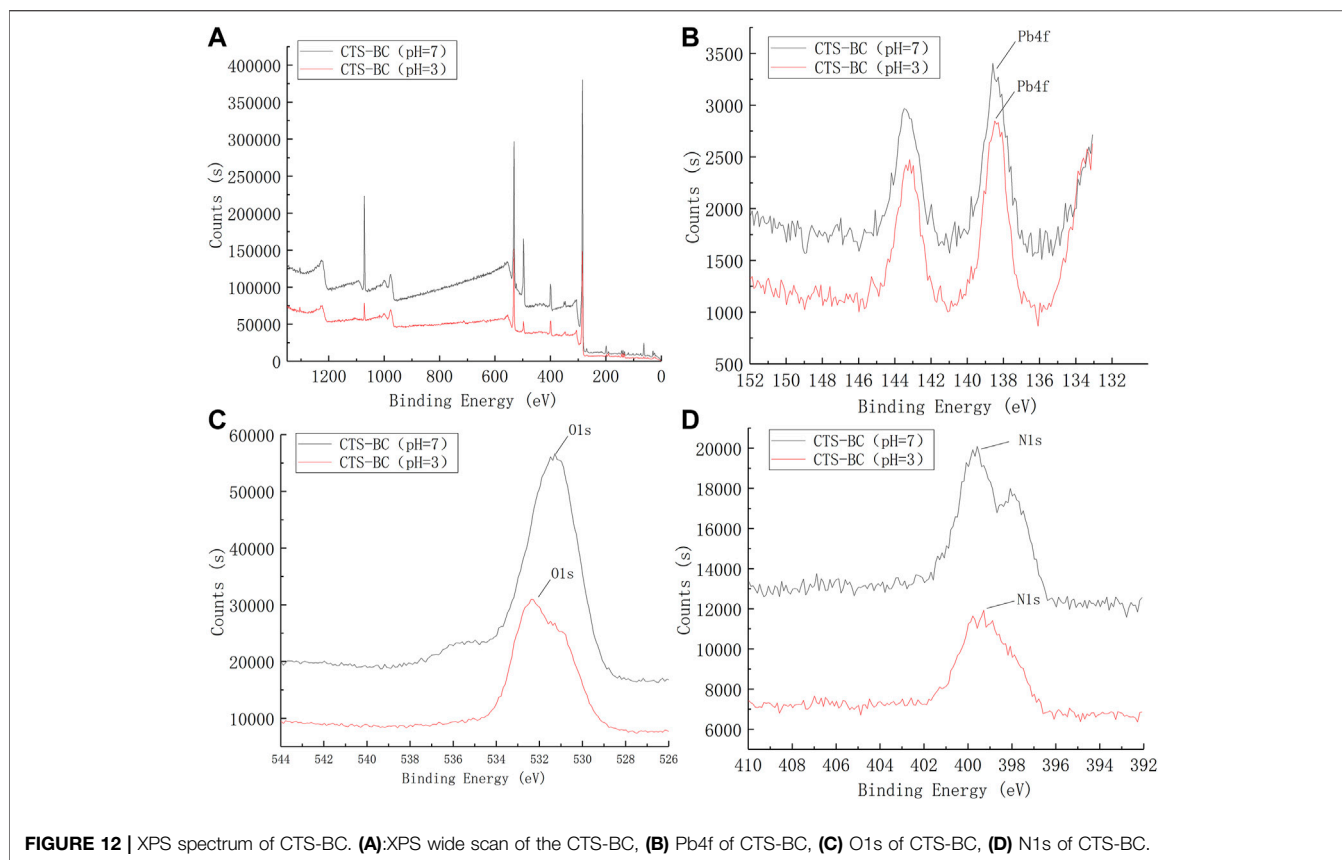 A
CTS-BC (pH=7)
CTS-BC (pH=3)
400000
350000
300000
250000
200000
150000
100000
50000
0
Counts (s)
1200 1000 800 600 400 200 0
Binding Energy (eV)
B
CTS-BC (pH=7)
CTS-BC (pH=3)
Pb4f
Pb4f
3500
3000
2500
2000
1500
1000
500
Counts (s)
152 150 148 146 144 142 140 138 136 134 132
Binding Energy (eV)
C
CTS-BC (pH=7)
CTS-BC (pH=3)
O1s
O1s
60000
50000
40000
30000
20000
10000
Counts (s)
544 542 540 538 536 534 532 530 528 526
Binding Energy (eV)
D
CTS-BC (pH=7)
CTS-BC (pH=3)
N1s
N1s
20000
18000
16000
14000
12000
10000
8000
6000
Counts (s)
410 408 406 404 402 400 398 396 394 392
Binding Energy (eV)
FIGURE 12 | XPS spectrum of CTS-BC. (A):XPS wide scan of the CTS-BC, (B) Pb4f of CTS-BC, (C) O1s of CTS-BC, (D) N1s of CTS-BC.